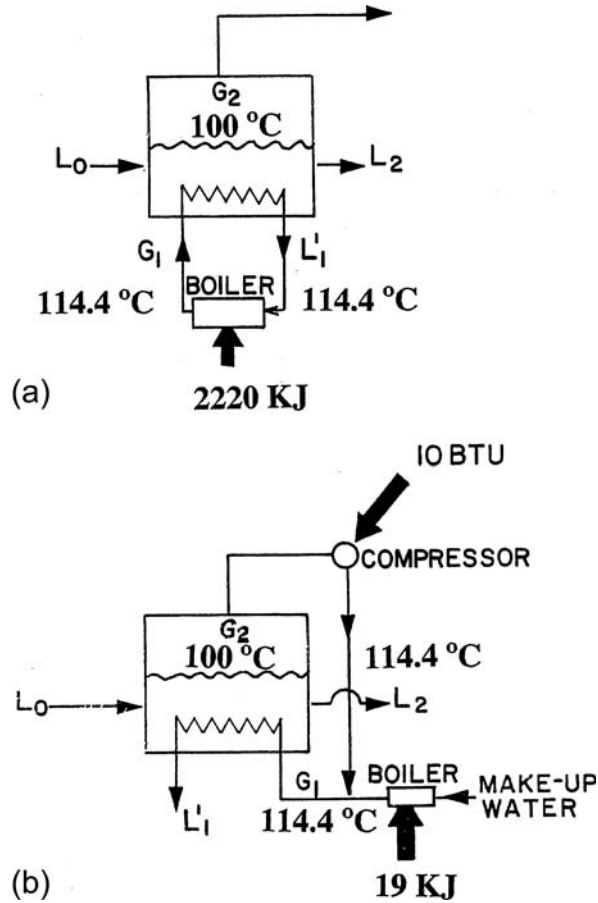 G2
100 °C
L0
L2
G1
L'1
BOILER
114.4 °C
114.4 °C
(a)
2220 KJ
10 BTU
COMPRESSOR
G2
100 °C
114.4 °C
L0
L2
G1
BOILER
MAKE-UP
WATER
L'1
114.4 °C
(b)
19 KJ